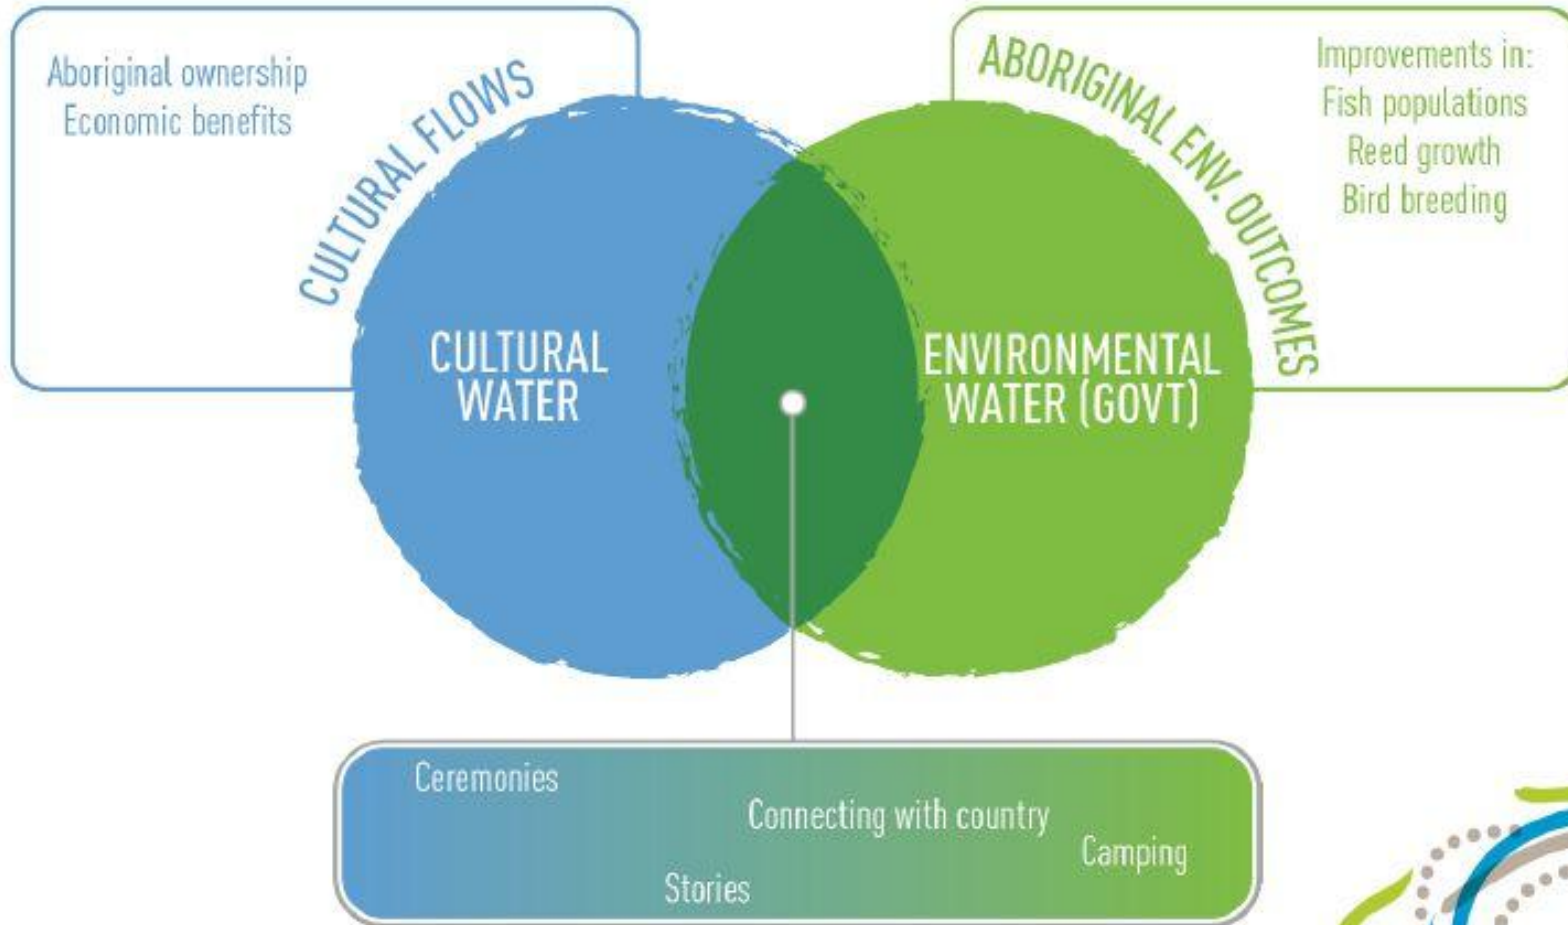 Aboriginal ownership
Economic benefits
CULTURAL FLOWS
ABORIGINAL ENV. OUTCOMES
Improvements in:
Fish populations
Reed growth
Bird breeding
CULTURAL
WATER
ENVIRONMENTAL
WATER (GOVT)
Ceremonies
Connecting with country
Camping
Stories